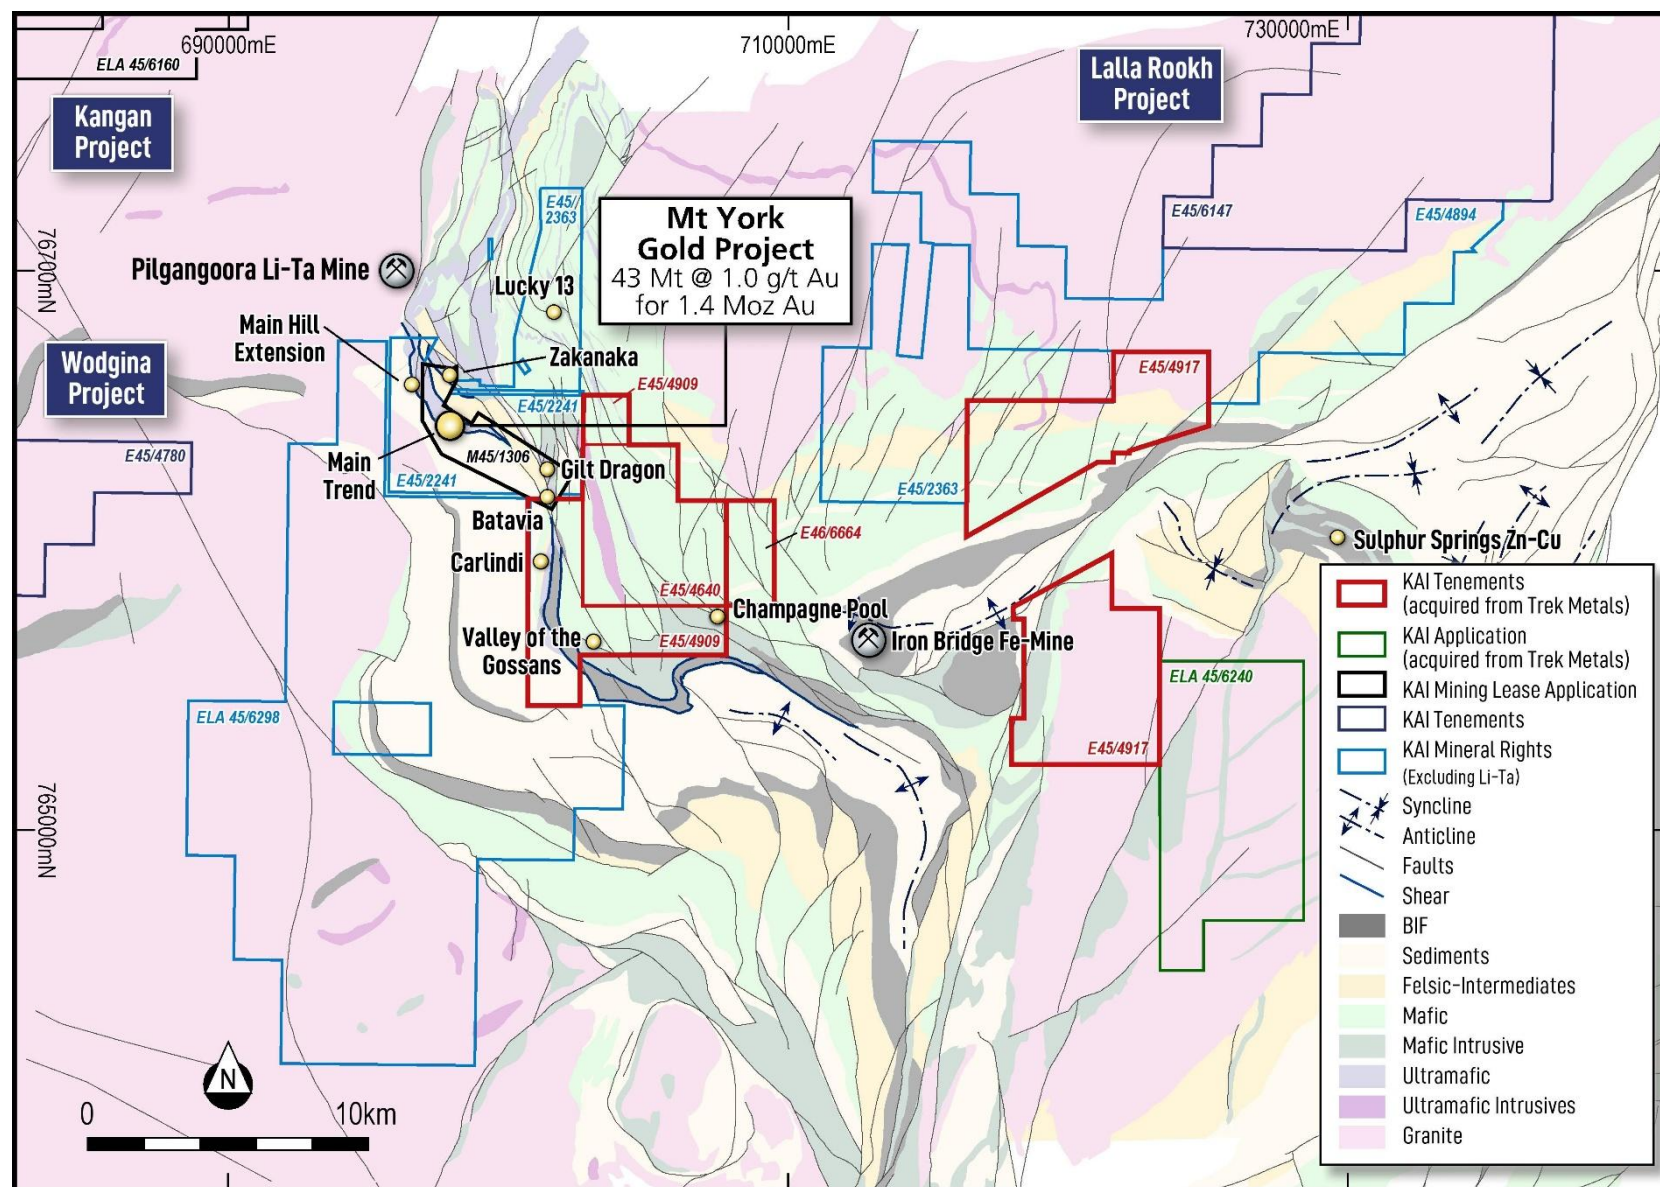 690000mE
710000mE
730000mE
ELA 45/6160
Kangan
Project
Lalla Rookh
Project
E45/
2363
E45/6147
E45/4894
Mt York
Gold Project
43 Mt @ 1.0 g/t Au
for 1.4 Moz Au
7670000mN
Pilgangoora Li-Ta Mine
Lucky 13
Main Hill
Extension
Zakanaka
Wodgina
Project
E45/4909
E45/4917
E45/2241
E45/4780
Main
Trend
M45/1306
Gilt Dragon
E45/2241
E45/2363
Batavia
E46/6664
Sulphur Springs Zn-Cu
Carlindi
E45/4640
Champagne Pool
Valley of the
Gossans
E45/4909
Iron Bridge Fe-Mine
ELA 45/6240
ELA 45/6298
E45/4917
7650000mN
KAI Tenements
(acquired from Trek Metals)
KAI Application
(acquired from Trek Metals)
KAI Mining Lease Application
KAI Tenements
KAI Mineral Rights
(Excluding Li-Ta)
Syncline
Anticline
Faults
Shear
BIF
Sediments
Felsic-Intermediates
Mafic
Mafic Intrusive
Ultramafic
Ultramafic Intrusives
Granite
N
0
10km